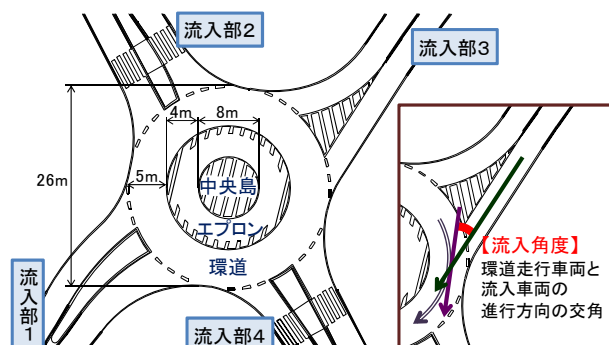 流入部2
流入部3
4m
8m
26m
5m
中央島
エプロン
環道
流入部1
流入部4
【流入角度】
環道走行車両と
流入車両の
進行方向の交角